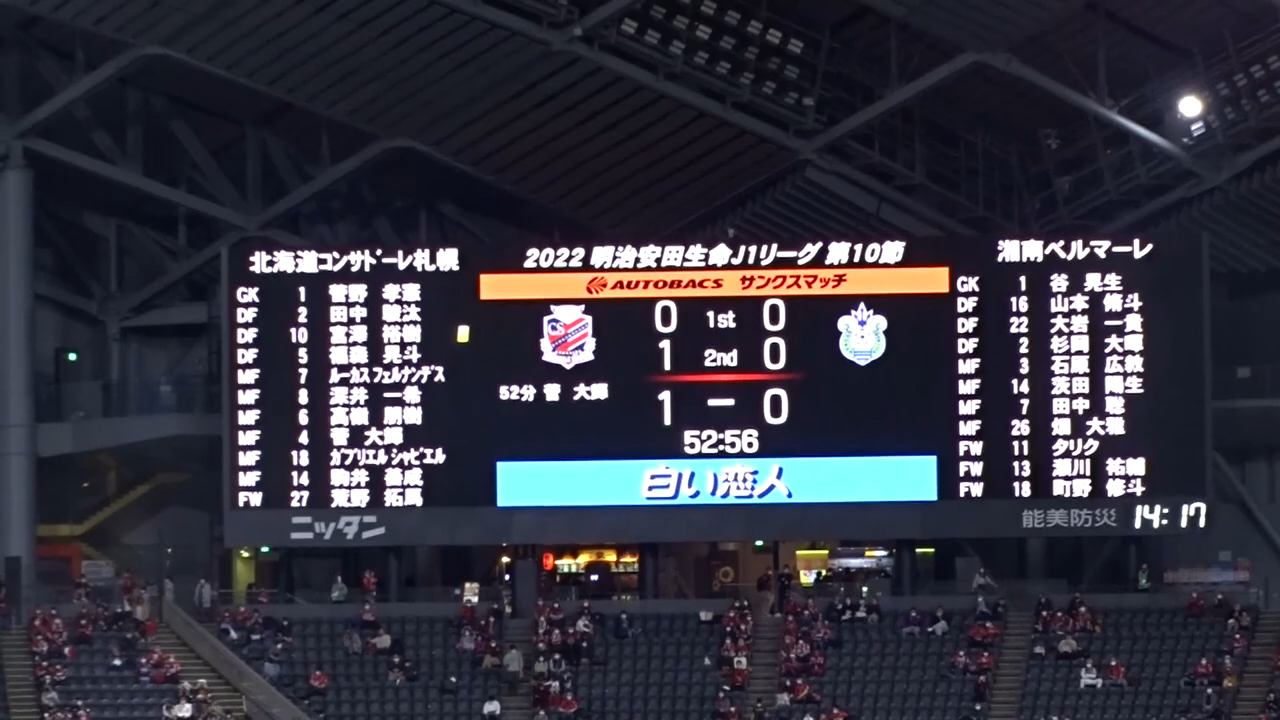 北海道コンサドーレ札幌
2022 明治安田生命J1リーグ 第10節
湘南ベルマーレ
AUTOBACS サンクスマッチ
GK 1 菅野 孝憲
DF 2 田中 駿汰
DF 10 宮澤 裕樹
DF 5 福森 晃斗
MF 7 ルーカスフェルナンデス
MF 8 深井 一希
MF 6 高嶺 朋樹
MF 4 菅 大輝
MF 18 ガブリエルシャビエル
MF 14 駒井 善成
FW 27 荒野 拓馬
CS
0 1st 0
1 2nd 0
52分 菅 大輝
1 - 0
52:56
白い恋人
GK 1 谷 晃生
DF 16 山本 脩斗
DF 22 大岩 一貴
DF 2 杉岡 大暉
MF 3 石原 広教
MF 14 茨田 陽生
MF 7 田中 聡
MF 26 畑 大雅
FW 11 タリク
FW 13 瀬川 祐輔
FW 18 町野 修斗
ニッタン
能美防災 14:17